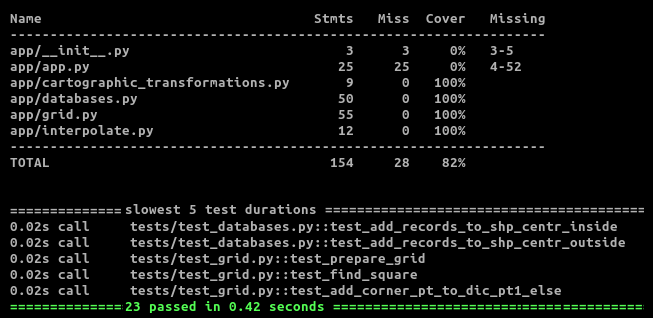 Name                                  Stmts   Miss  Cover   Missing
-------------------------------------------------------------------
app/__init__.py                           3      3     0%   3-5
app/app.py                               25     25     0%   4-52
app/cartographic_transformations.py       9      0   100%
app/databases.py                         50      0   100%
app/grid.py                              55      0   100%
app/interpolate.py                       12      0   100%
-------------------------------------------------------------------
TOTAL                                   154     28    82%
============== slowest 5 test durations ========================================
0.02s call     tests/test_databases.py::test_add_records_to_shp_centr_inside
0.02s call     tests/test_databases.py::test_add_records_to_shp_centr_outside
0.02s call     tests/test_grid.py::test_prepare_grid
0.02s call     tests/test_grid.py::test_find_square
0.02s call     tests/test_grid.py::test_add_corner_pt_to_dic_pt1_else
============== 23 passed in 0.42 seconds =======================================